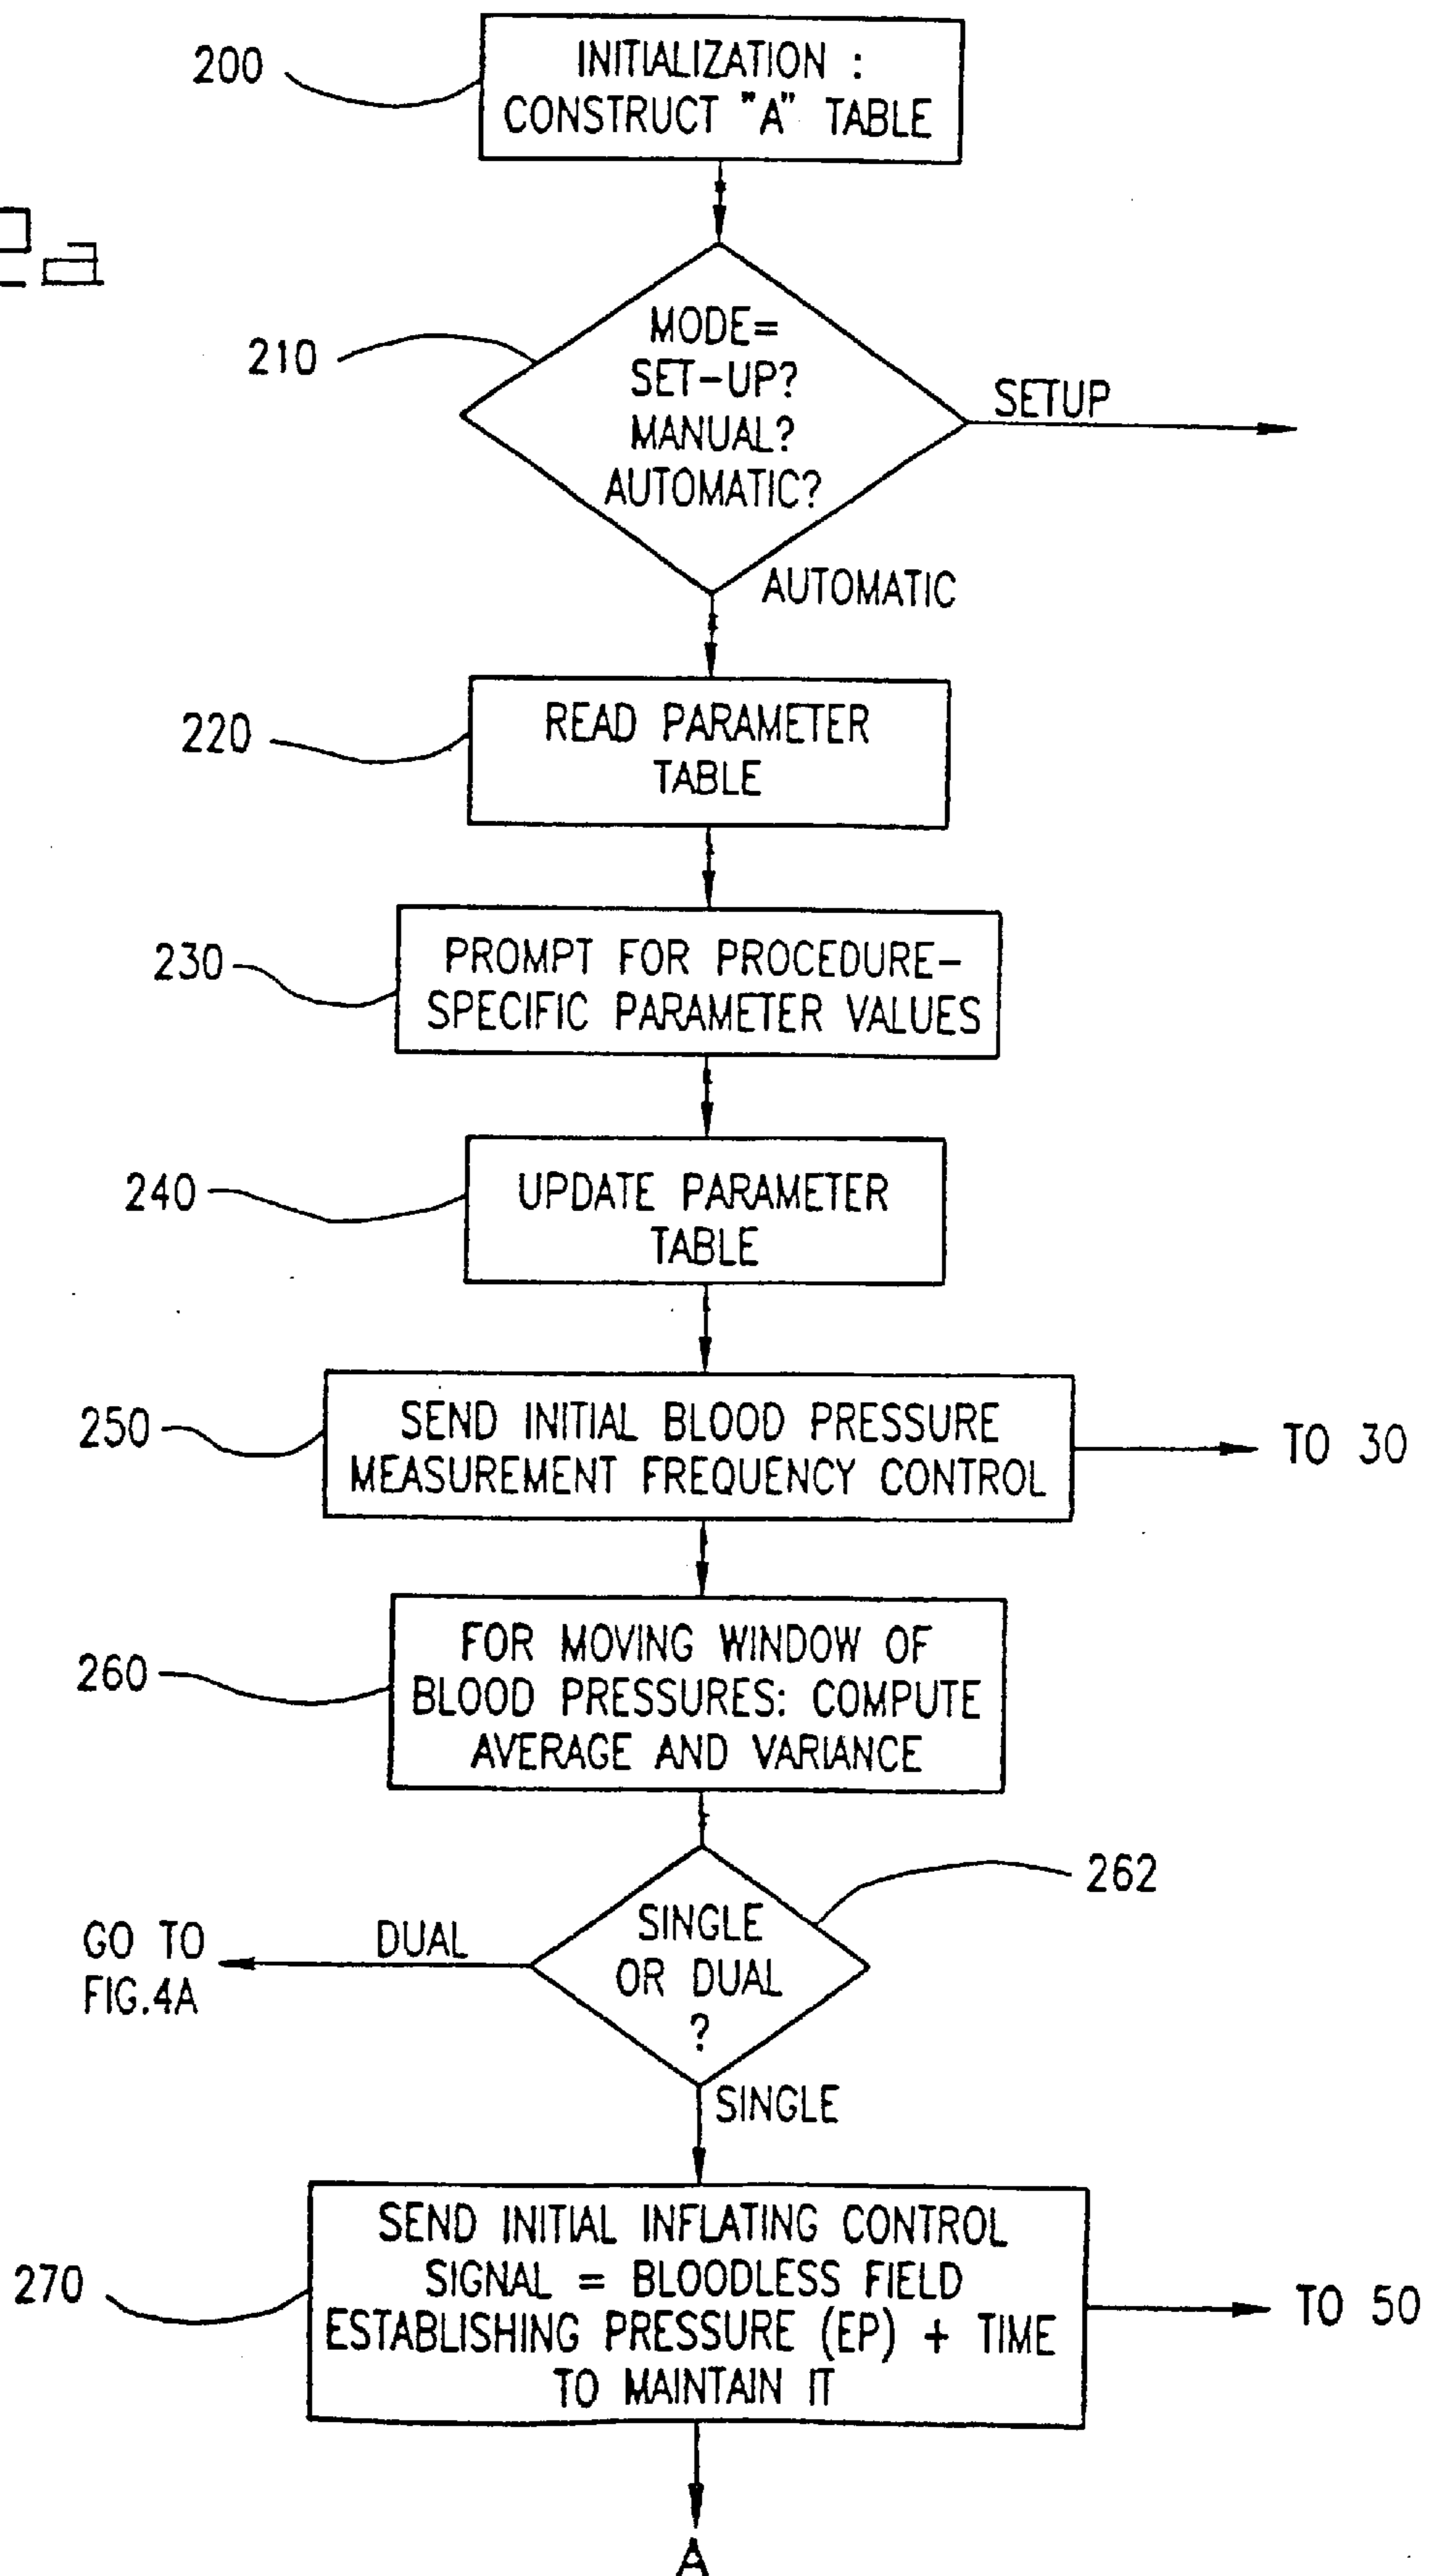 200
INITIALIZATION :
CONSTRUCT "A" TABLE
210
MODE=
SET-UP?
MANUAL?
AUTOMATIC?
SETUP
AUTOMATIC
220
READ PARAMETER
TABLE
230
PROMPT FOR PROCEDURE-
SPECIFIC PARAMETER VALUES
240
UPDATE PARAMETER
TABLE
250
SEND INITIAL BLOOD PRESSURE
MEASUREMENT FREQUENCY CONTROL
TO 30
260
FOR MOVING WINDOW OF
BLOOD PRESSURES: COMPUTE
AVERAGE AND VARIANCE
262
SINGLE
OR DUAL
?
DUAL
GO TO
FIG.4A
SINGLE
270
SEND INITIAL INFLATING CONTROL
SIGNAL = BLOODLESS FIELD
ESTABLISHING PRESSURE (EP) + TIME
TO MAINTAIN IT
TO 50
A